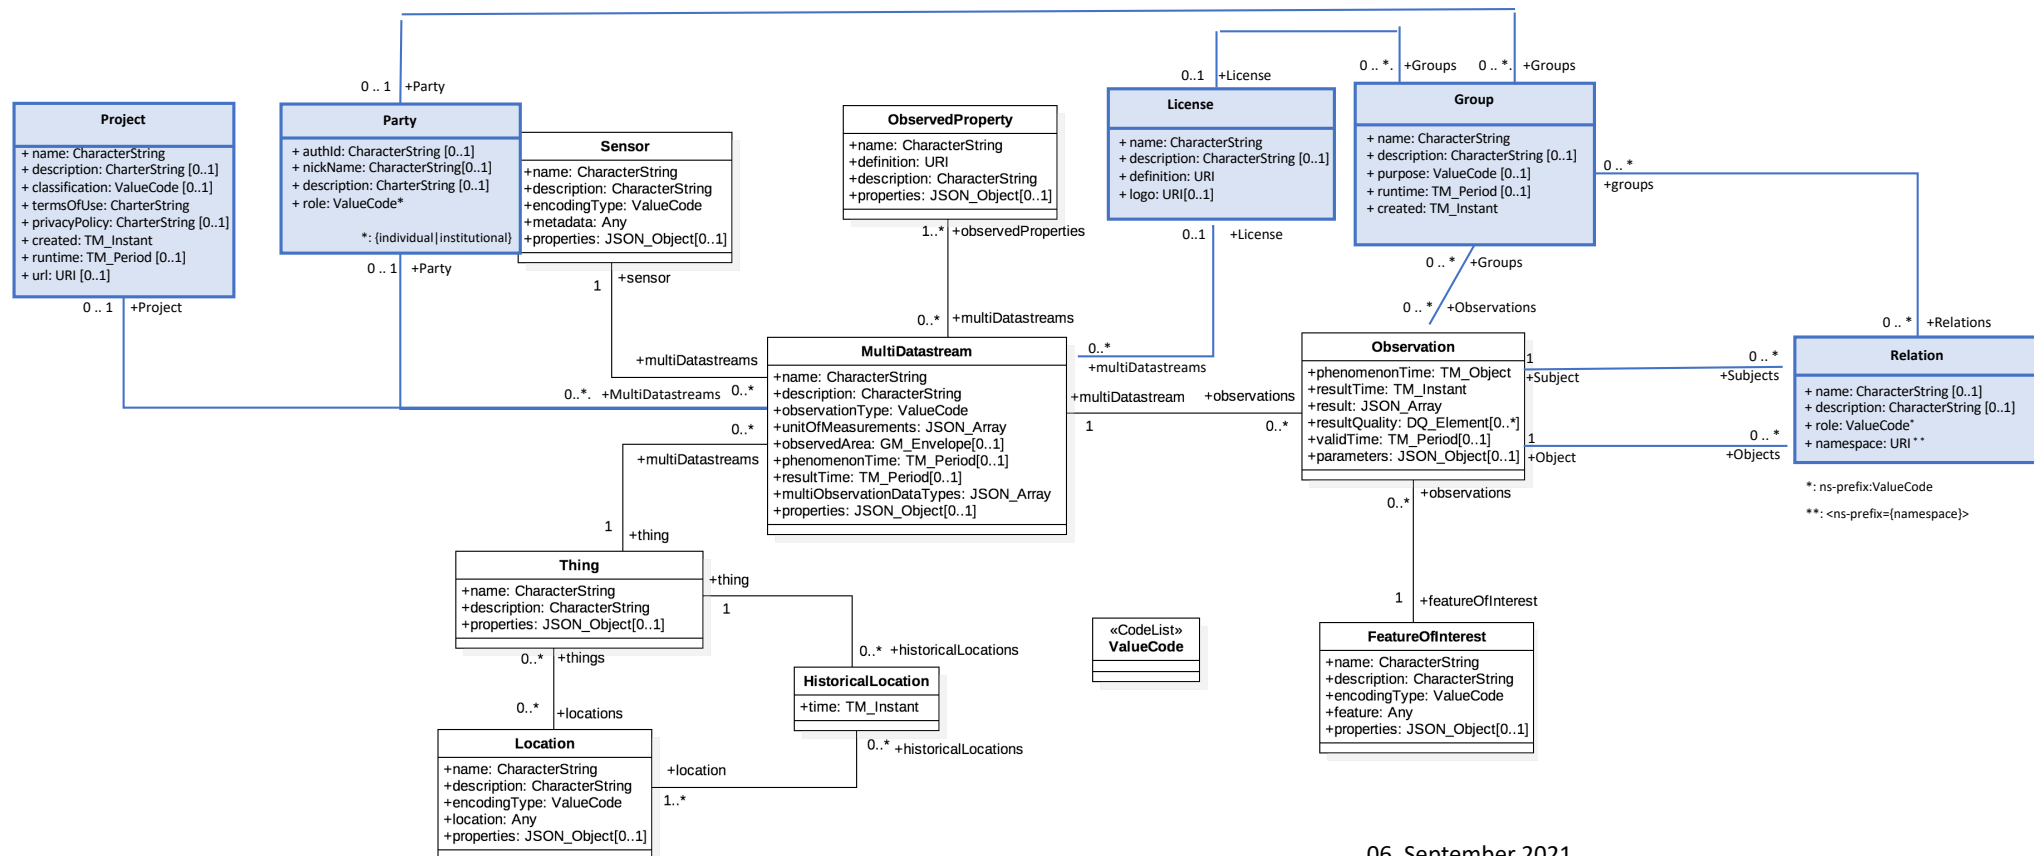 0 .. 1 +Party
0..1 +License
0 .. *. +Groups
0 .. *. +Groups
Project
+ name: CharacterString
+ description: CharterString [0..1]
+ classification: ValueCode [0..1]
+ termsOfUse: CharterString
+ privacyPolicy: CharterString [0..1]
+ created: TM_Instant
+ runtime: TM_Period [0..1]
+ url: URI [0..1]
0 .. 1 +Project
Party
+ authId: CharacterString [0..1]
+ nickName: CharacterString[0..1]
+ description: CharterString [0..1]
+ role: ValueCode*
*: {individual|institutional}
0 .. 1 +Party
Sensor
+name: CharacterString
+description: CharacterString
+encodingType: ValueCode
+metadata: Any
+properties: JSON_Object[0..1]
1 +sensor
ObservedProperty
+name: CharacterString
+definition: URI
+description: CharacterString
+properties: JSON_Object[0..1]
1..* +observedProperties
0..* +multiDatastreams
License
+ name: CharacterString
+ description: CharacterString [0..1]
+ definition: URI
+ logo: URI[0..1]
0..1 +License
Group
+ name: CharacterString
+ description: CharacterString [0..1]
+ purpose: ValueCode [0..1]
+ runtime: TM_Period [0..1]
+ created: TM_Instant
0 .. *
+groups
0 .. * +Groups
0 .. * +Observations
0 .. * +Relations
+multiDatastreams
0..*. +MultiDatastreams 0..*
0..*
+multiDatastreams
MultiDatastream
+name: CharacterString
+description: CharacterString
+observationType: ValueCode
+unitOfMeasurements: JSON_Array
+observedArea: GM_Envelope[0..1]
+phenomenonTime: TM_Period[0..1]
+resultTime: TM_Period[0..1]
+multiObservationDataTypes: JSON_Array
+properties: JSON_Object[0..1]
0..*
+multiDatastreams
+multiDatastream +observations
1 0..*
Observation
+phenomenonTime: TM_Object
+resultTime: TM_Instant
+result: JSON_Array
+resultQuality: DQ_Element[0..*]
+validTime: TM_Period[0..1]
+parameters: JSON_Object[0..1]
1 0 .. *
+Subject +Subjects
1 0 .. *
+Object +Objects
Relation
+ name: CharacterString [0..1]
+ description: CharacterString [0..1]
+ role: ValueCode*
+ namespace: URI**
*: ns-prefix:ValueCode
**: <ns-prefix={namespace}>
+observations
0..*
1 +featureOfInterest
1
+thing
Thing
+name: CharacterString
+description: CharacterString
+properties: JSON_Object[0..1]
+thing
1
0..* +things
0..* +historicalLocations
HistoricalLocation
+time: TM_Instant
0..* +historicalLocations
«CodeList»
ValueCode
FeatureOfInterest
+name: CharacterString
+description: CharacterString
+encodingType: ValueCode
+feature: Any
+properties: JSON_Object[0..1]
0..* +locations
Location
+name: CharacterString
+description: CharacterString
+encodingType: ValueCode
+location: Any
+properties: JSON_Object[0..1]
+location
1..*
06. September 2021